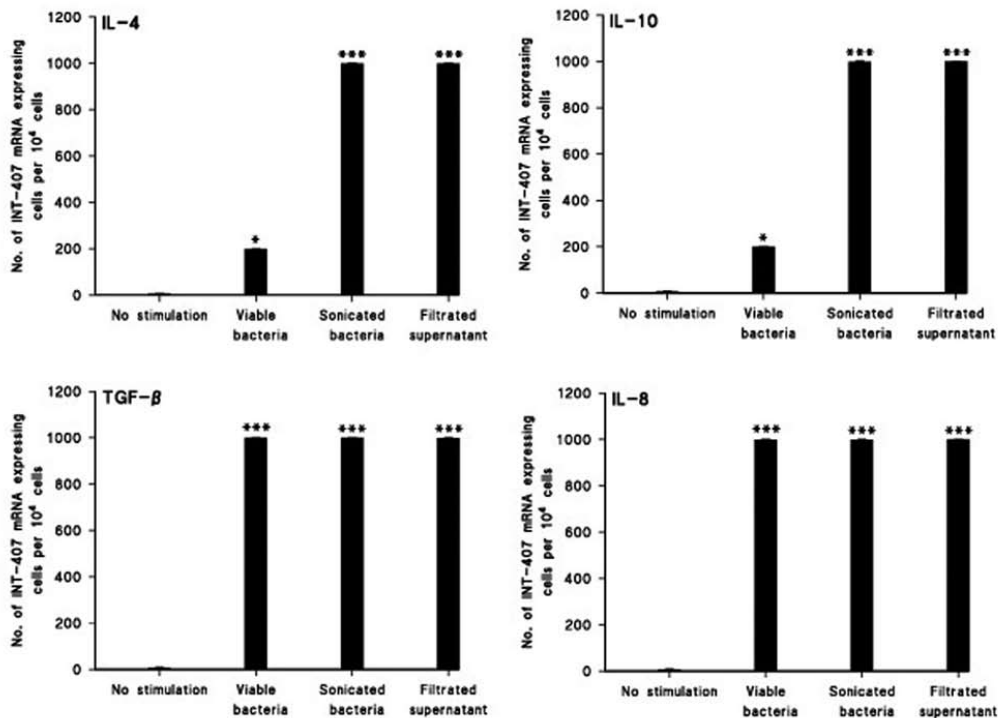 IL-4
No. of INT-407 mRNA expressing
cells per 10⁴ cells
1200
1000
800
600
400
200
0
*
***
***
No stimulation
Viable
bacteria
Sonicated
bacteria
Filtrated
supernatant
IL-10
No. of INT-407 mRNA expressing
cells per 10⁴ cells
1200
1000
800
600
400
200
0
*
***
***
No stimulation
Viable
bacteria
Sonicated
bacteria
Filtrated
supernatant
TGF-β
No. of INT-407 mRNA expressing
cells per 10⁴ cells
1200
1000
800
600
400
200
0
***
***
***
No stimulation
Viable
bacteria
Sonicated
bacteria
Filtrated
supernatant
IL-8
No. of INT-407 mRNA expressing
cells per 10⁴ cells
1200
1000
800
600
400
200
0
***
***
***
No stimulation
Viable
bacteria
Sonicated
bacteria
Filtrated
supernatant